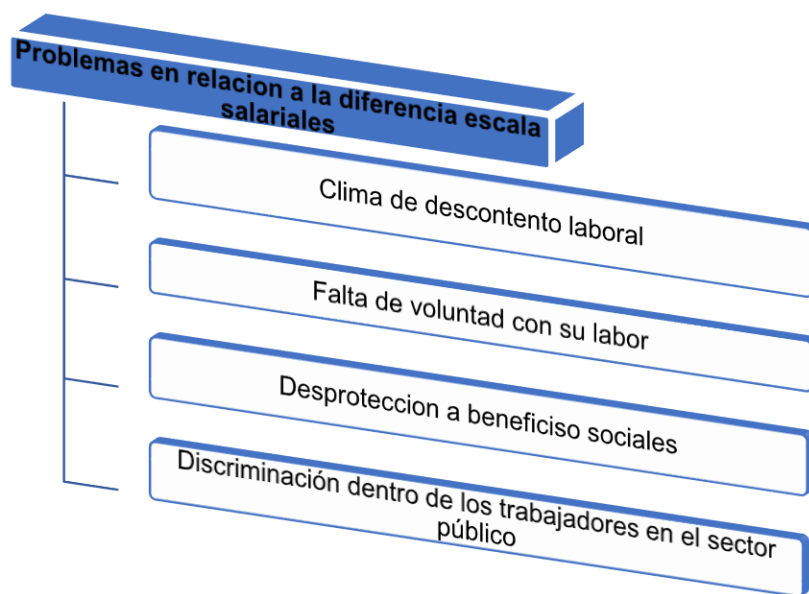 Problemas en relacion a la diferencia escala
salariales
Clima de descontento laboral
Falta de voluntad con su labor
Desproteccion a beneficiso sociales
Discriminación dentro de los trabajadores en el sector
público